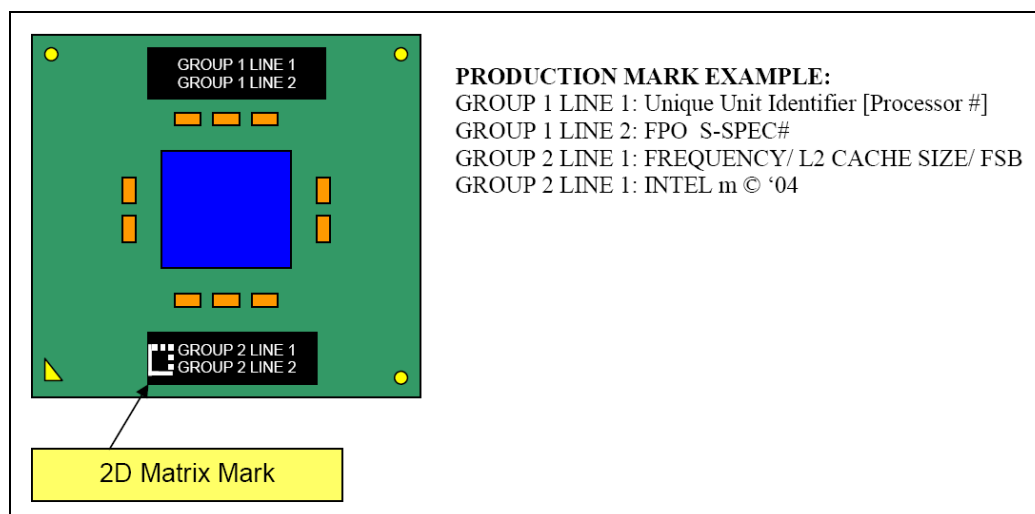 GROUP 1 LINE 1
GROUP 1 LINE 2
PRODUCTION MARK EXAMPLE:
GROUP 1 LINE 1: Unique Unit Identifier [Processor #]
GROUP 1 LINE 2: FPO S-SPEC#
GROUP 2 LINE 1: FREQUENCY/ L2 CACHE SIZE/ FSB
GROUP 2 LINE 1: INTEL m © ‘04
GROUP 2 LINE 1
GROUP 2 LINE 2
2D Matrix Mark